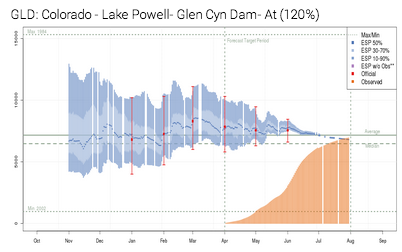 GLD: Colorado - Lake Powell- Glen Cyn Dam- At (120%)
Max 1984
Forecast Target Period
Max/Min
ESP 50%
ESP 30-70%
ESP 10-90%
ESP w/o Obs**
Official
Observed
15000
10000
5000
0
Average
Median
Min 2002
Oct
Nov
Dec
Jan
Feb
Mar
Apr
May
Jun
Jul
Aug
Sep